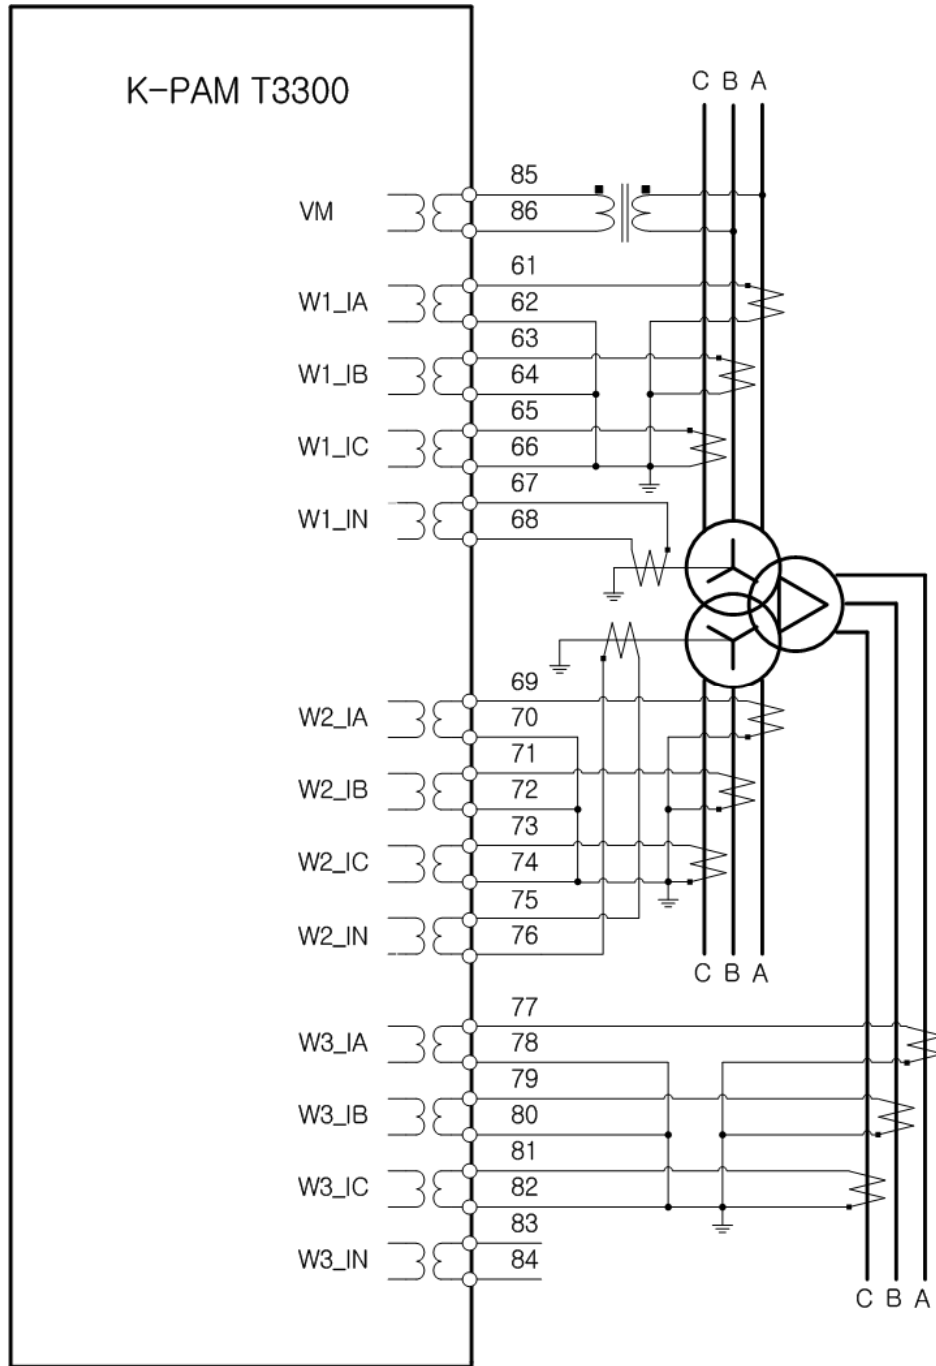 K-PAM T3300
C B A
85
VM
86
61
W1_IA
62
63
W1_IB
64
65
W1_IC
66
67
W1_IN
68
69
W2_IA
70
71
W2_IB
72
73
W2_IC
74
75
W2_IN
76
C B A
77
W3_IA
78
79
W3_IB
80
81
W3_IC
82
83
W3_IN
84
C B A